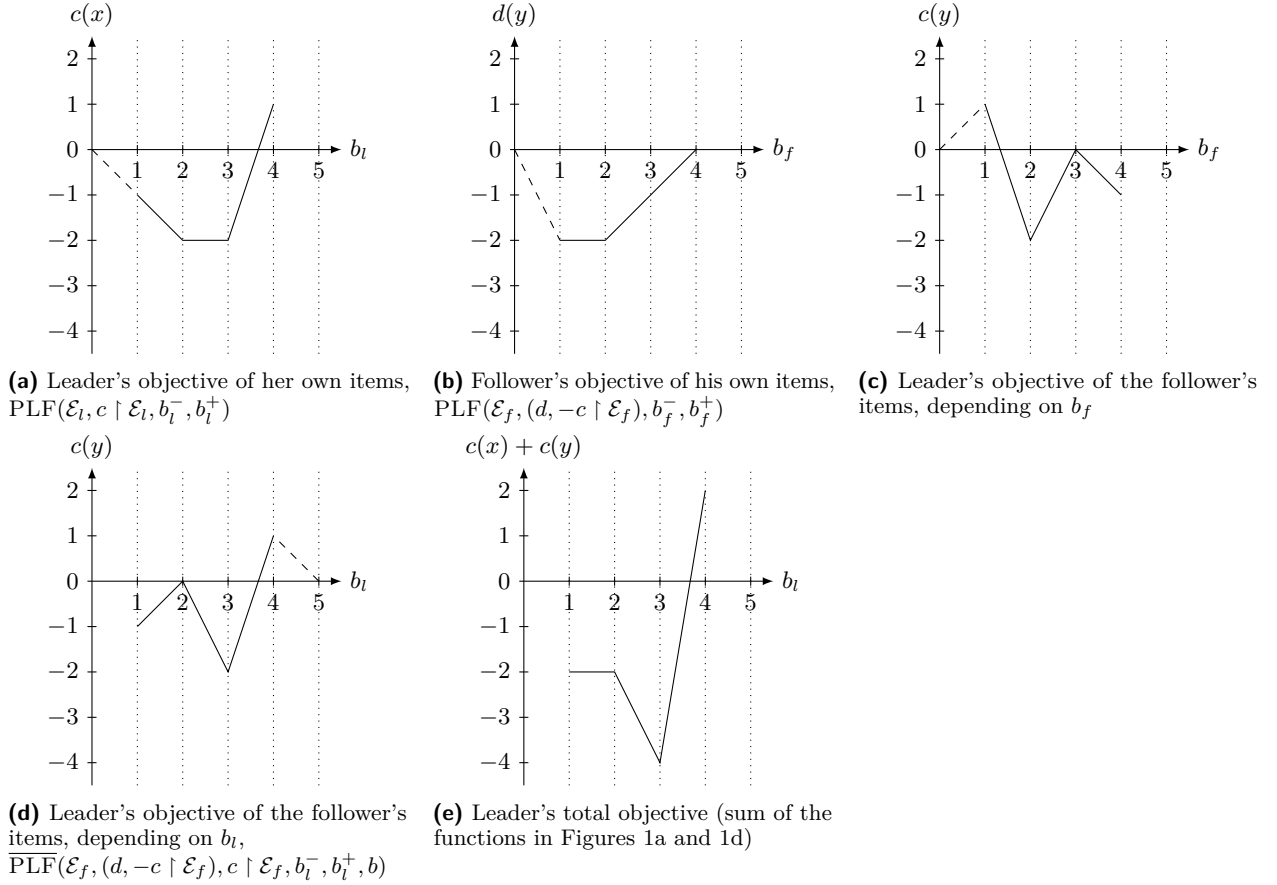 c(x)
2
1
0
−1
−2
−3
−4
1 2 3 4 5
b_l
(a) Leader's objective of her own items,
PLF(ℰ_l, c ↾ ℰ_l, b_l^−, b_l^+)
d(y)
2
1
0
−1
−2
−3
−4
1 2 3 4 5
b_f
(b) Follower's objective of his own items,
PLF(ℰ_f, (d, −c ↾ ℰ_f), b_f^−, b_f^+)
c(y)
2
1
0
−1
−2
−3
−4
1 2 3 4 5
b_f
(c) Leader's objective of the follower's
items, depending on b_f
c(y)
2
1
0
−1
−2
−3
−4
1 2 3 4 5
b_l
(d) Leader's objective of the follower's
items, depending on b_l,
P̅L̅F̅(ℰ_f, (d, −c ↾ ℰ_f), c ↾ ℰ_f, b_l^−, b_l^+, b)
c(x) + c(y)
2
1
0
−1
−2
−3
−4
1 2 3 4 5
b_l
(e) Leader's total objective (sum of the
functions in Figures 1a and 1d)